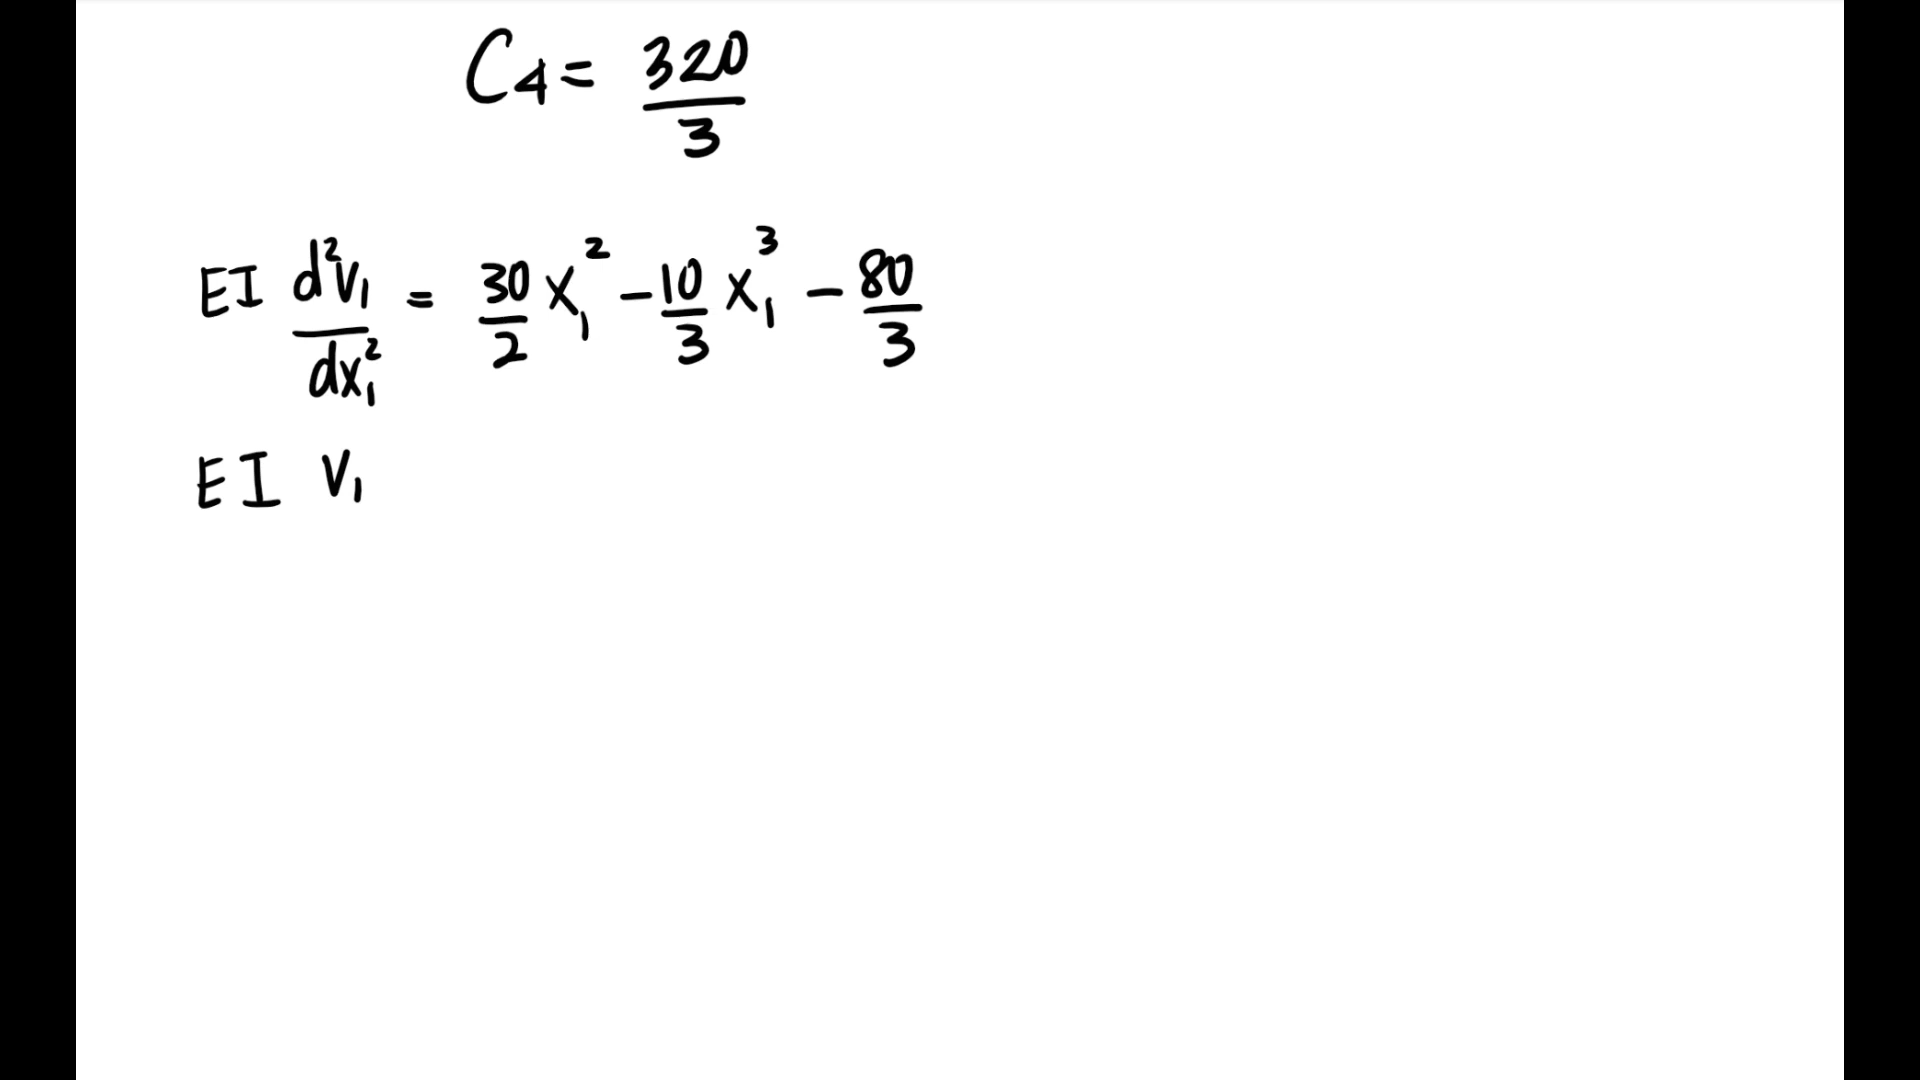 C₄ = 320/3
EI d²v₁/dx₁² = 30/2 x₁² - 10/3 x₁³ - 80/3
EI v₁